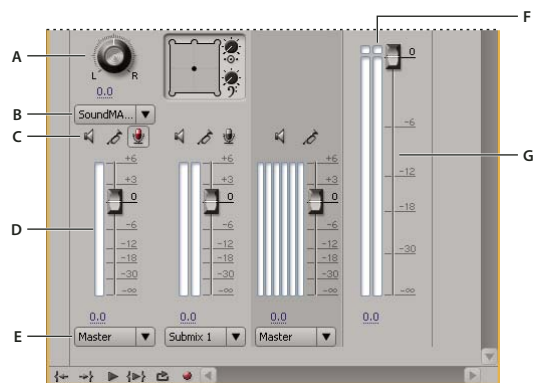 F
A
L R
0
0.0
B
SoundMA...
C
-6
G
+6 +6 +6
+3 +3 +3
-12
0 0 0
-18
D
-6 -6 -6
-12 -12 -12
-30
-18 -18 -18
-30 -30 -30
-∞ -∞ -∞ -∞
0.0 0.0 0.0 0.0
E
Master Submix 1 Master